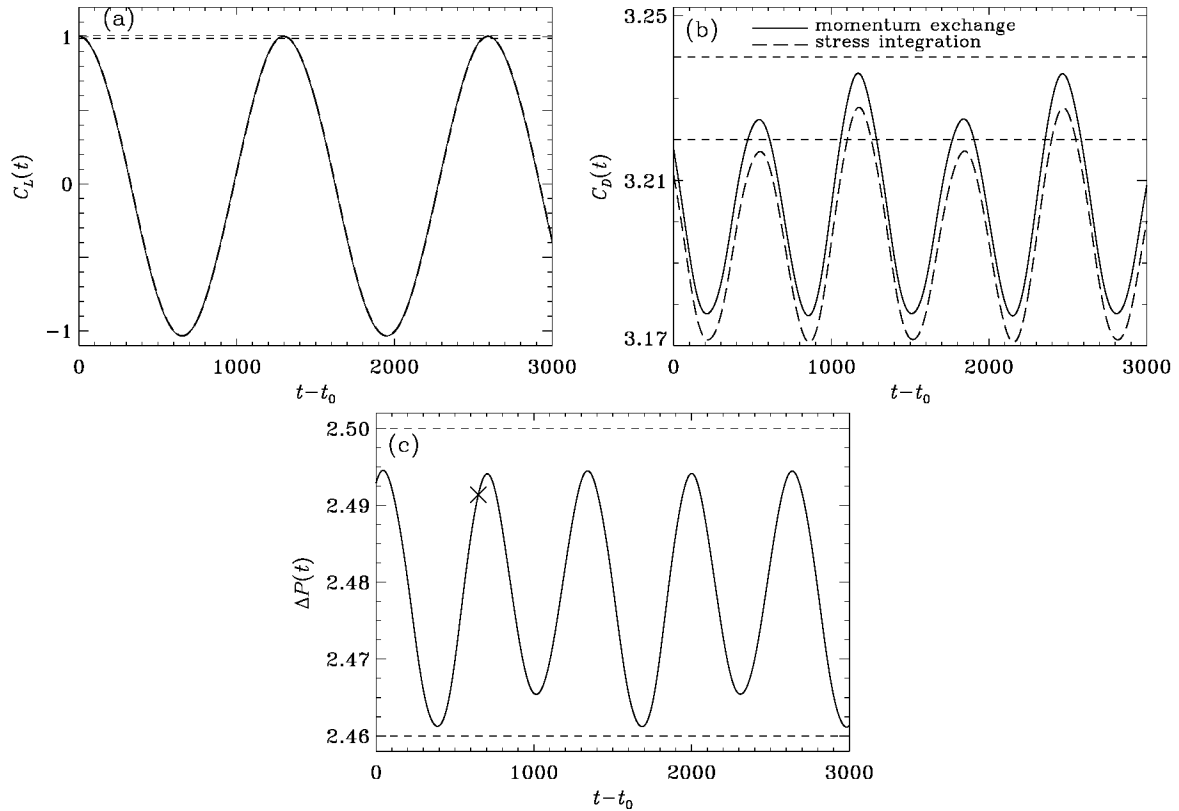 (a)
1
0
−1
C_L(t)
0 1000 2000 3000
t−t_0
(b)
momentum exchange
stress integration
3.25
3.21
3.17
C_D(t)
0 1000 2000 3000
t−t_0
(c)
2.50
2.49
2.48
2.47
2.46
ΔP(t)
0 1000 2000 3000
t−t_0